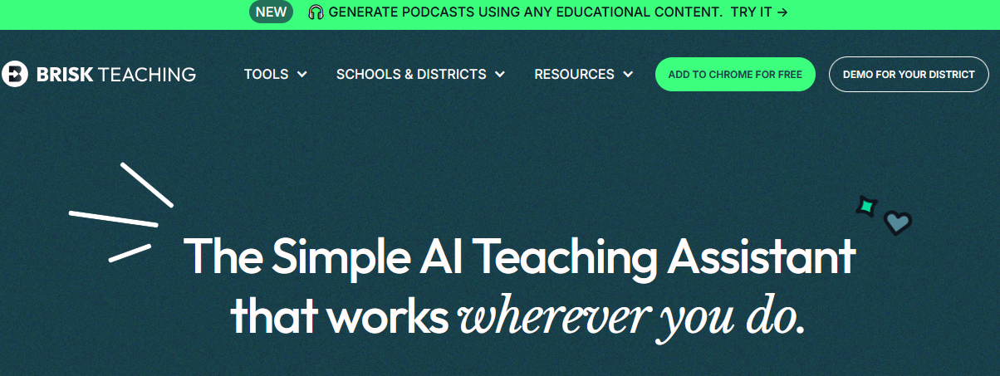 NEW 🎧 GENERATE PODCASTS USING ANY EDUCATIONAL CONTENT. TRY IT →
BRISK TEACHING TOOLS SCHOOLS & DISTRICTS RESOURCES ADD TO CHROME FOR FREE DEMO FOR YOUR DISTRICT
The Simple AI Teaching Assistant
that works wherever you do.